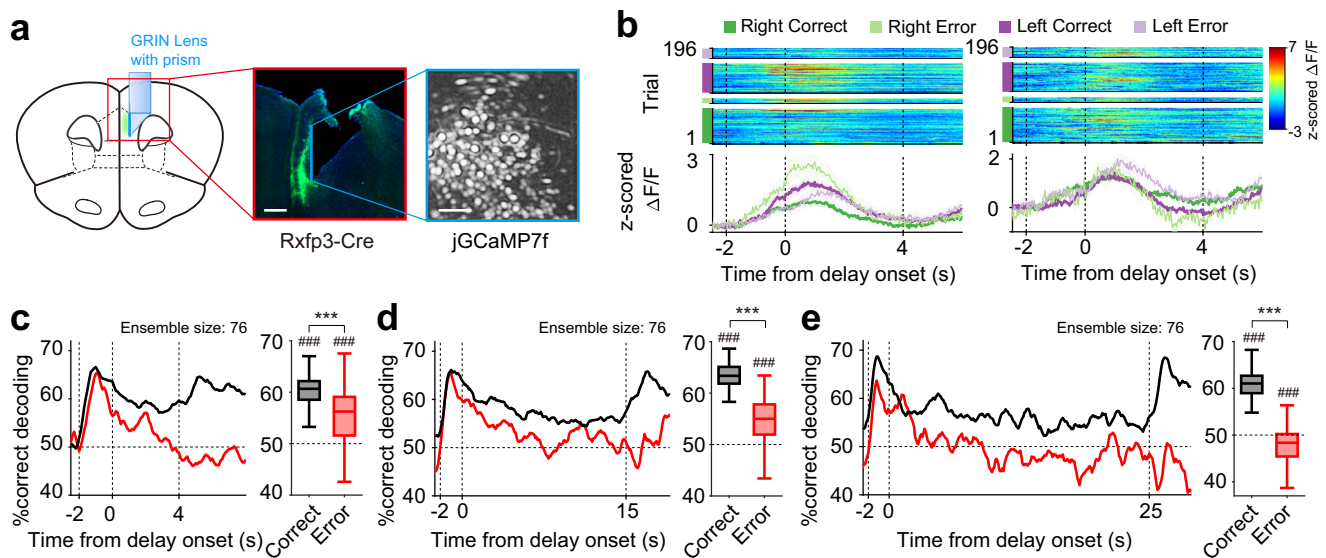 a
GRIN Lens
with prism
Rxfp3-Cre
jGCaMP7f
b
Right Correct
Right Error
Left Correct
Left Error
196
Trial
1
196
1
7
-3
z-scored ΔF/F
3
0
z-scored
ΔF/F
-2 0 4
Time from delay onset (s)
2
0
-2 0 4
Time from delay onset (s)
c
Ensemble size: 76
%correct decoding
70
60
50
40
-2 0 4
Time from delay onset (s)
***
### ###
70
60
50
40
Correct
Error
d
Ensemble size: 76
%correct decoding
70
60
50
40
-2 0 15
Time from delay onset (s)
***
### ###
70
60
50
40
Correct
Error
e
Ensemble size: 76
%correct decoding
70
60
50
40
-2 0 25
Time from delay onset (s)
***
### ###
70
60
50
40
Correct
Error